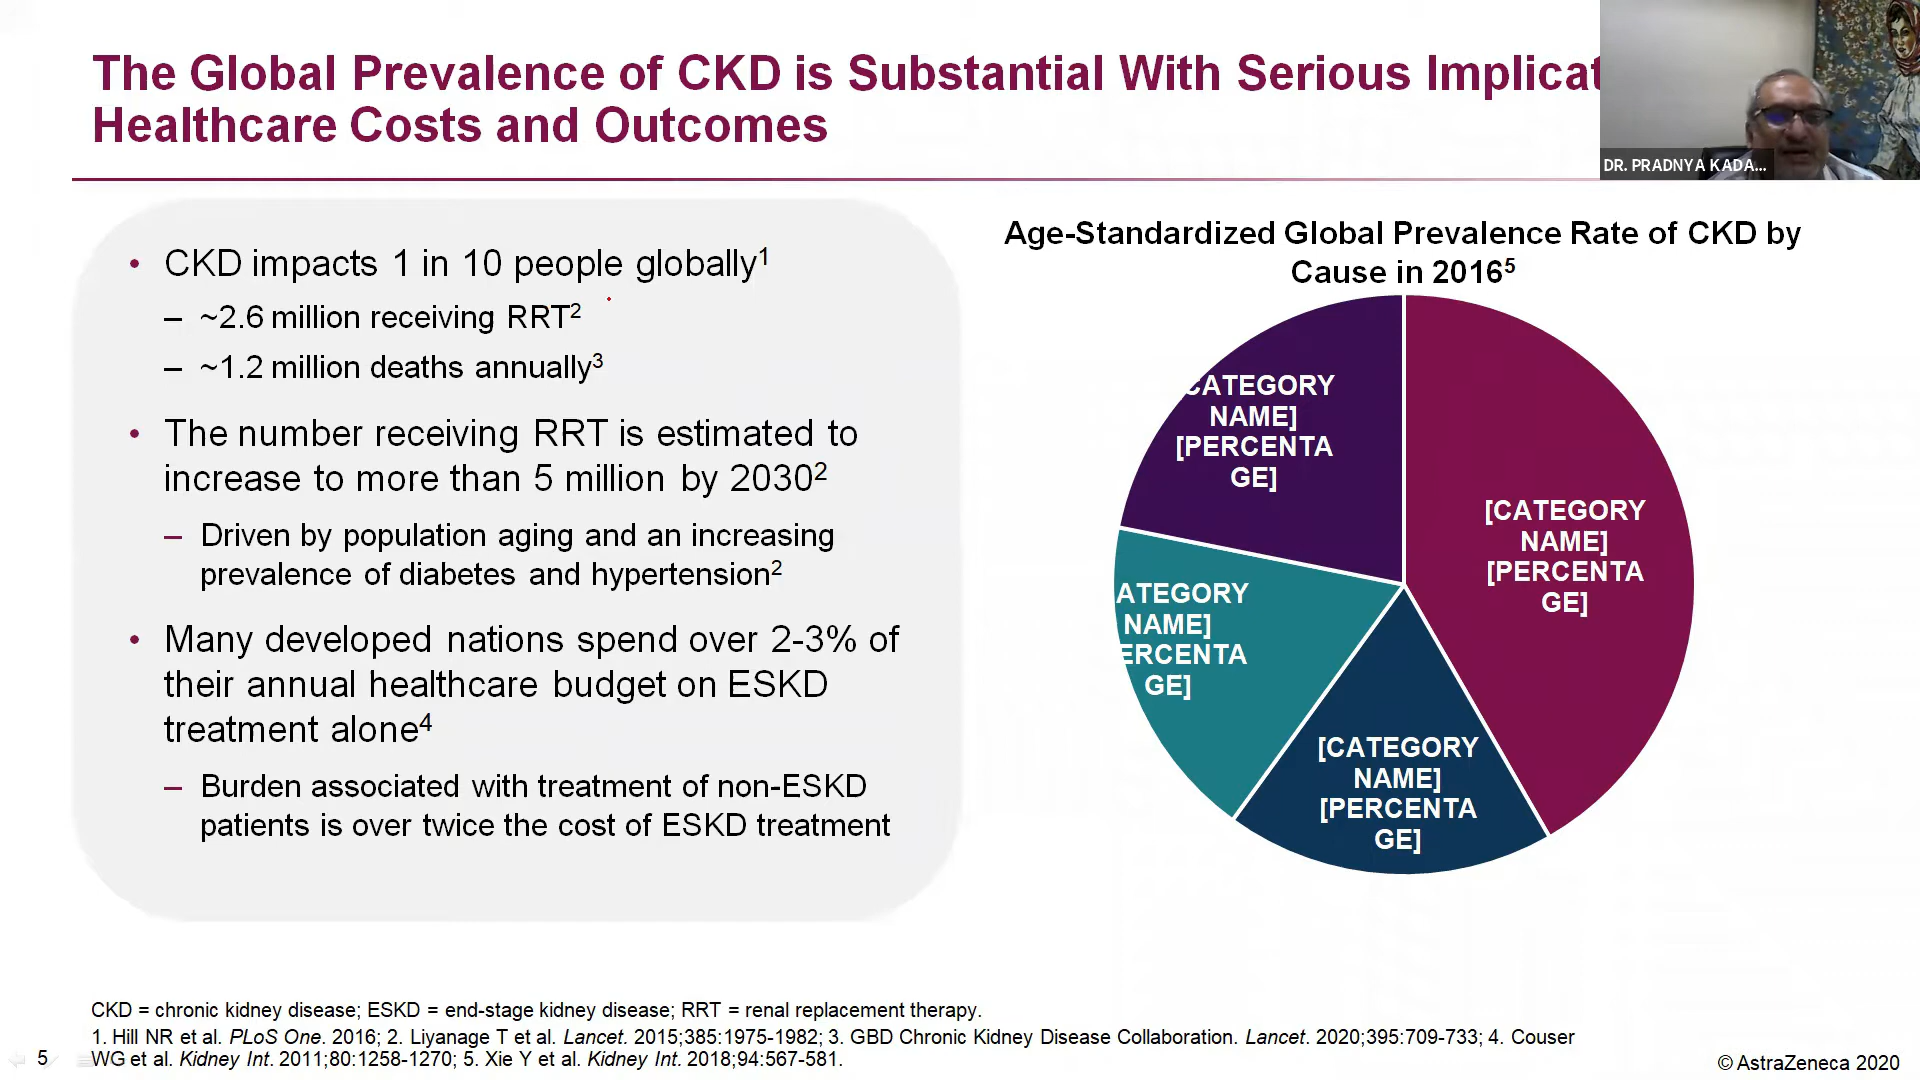 The Global Prevalence of CKD is Substantial With Serious Implicat
Healthcare Costs and Outcomes
DR. PRADNYA KADA...
• CKD impacts 1 in 10 people globally¹
– ~2.6 million receiving RRT²
– ~1.2 million deaths annually³
• The number receiving RRT is estimated to
increase to more than 5 million by 2030²
– Driven by population aging and an increasing
prevalence of diabetes and hypertension²
• Many developed nations spend over 2-3% of
their annual healthcare budget on ESKD
treatment alone⁴
– Burden associated with treatment of non-ESKD
patients is over twice the cost of ESKD treatment
Age-Standardized Global Prevalence Rate of CKD by
Cause in 2016⁵
CATEGORY
NAME]
[PERCENTA
GE]
[CATEGORY
NAME]
[PERCENTA
GE]
ATEGORY
NAME]
ERCENTA
GE]
[CATEGORY
NAME]
[PERCENTA
GE]
CKD = chronic kidney disease; ESKD = end-stage kidney disease; RRT = renal replacement therapy.
1. Hill NR et al. PLoS One. 2016; 2. Liyanage T et al. Lancet. 2015;385:1975-1982; 3. GBD Chronic Kidney Disease Collaboration. Lancet. 2020;395:709-733; 4. Couser
WG et al. Kidney Int. 2011;80:1258-1270; 5. Xie Y et al. Kidney Int. 2018;94:567-581.
5
© AstraZeneca 2020